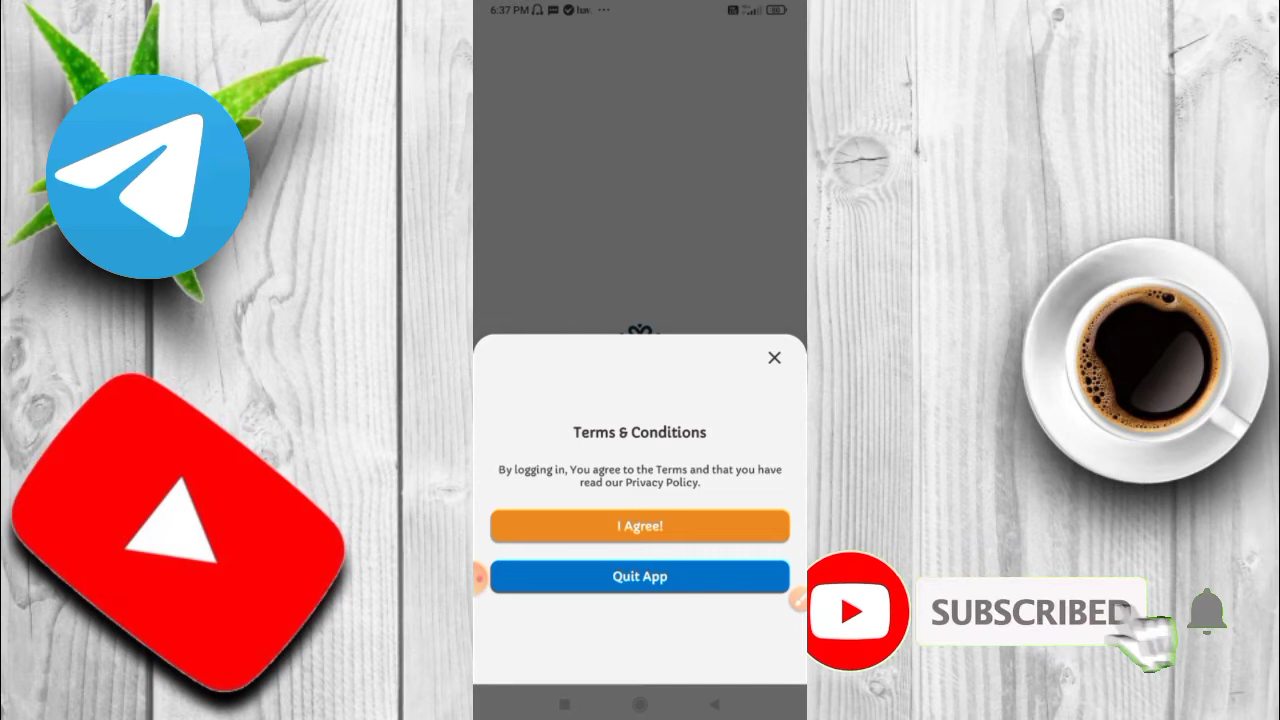 6:37 PM
Terms & Conditions
By logging in, You agree to the Terms and that you have
read our Privacy Policy.
I Agree!
Quit App
SUBSCRIBED